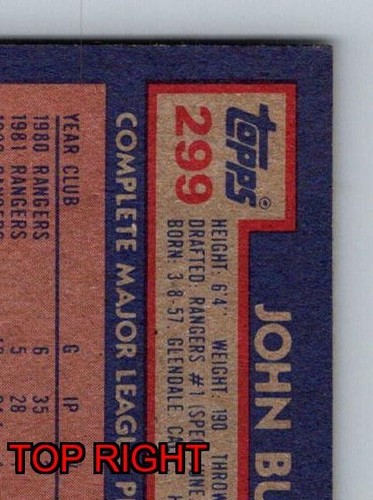 topps
299
JOHN BU
HEIGHT: 6'4" WEIGHT: 190 THROW
DRAFTED: RANGERS #1 (SPE
BORN: 3-8-57, GLENDALE, CA
COMPLETE MAJOR LEAG
YEAR CLUB G IP
1980 RANGERS 6 35
1981 RANGERS 5 28
TOP RIGHT